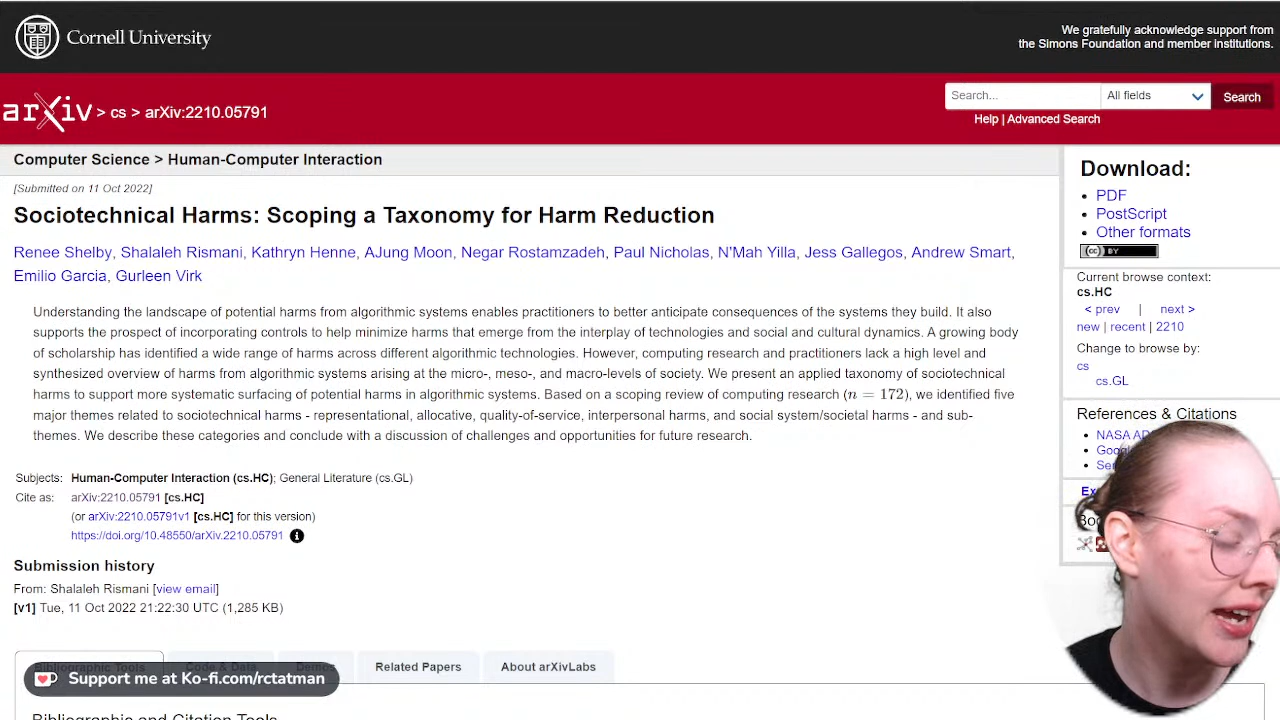 Cornell University
We gratefully acknowledge support from
the Simons Foundation and member institutions.
arXiv > cs > arXiv:2210.05791
Search...
All fields
Search
Help | Advanced Search
Computer Science > Human-Computer Interaction
[Submitted on 11 Oct 2022]
Sociotechnical Harms: Scoping a Taxonomy for Harm Reduction
Renee Shelby, Shalaleh Rismani, Kathryn Henne, AJung Moon, Negar Rostamzadeh, Paul Nicholas, N'Mah Yilla, Jess Gallegos, Andrew Smart,
Emilio Garcia, Gurleen Virk
Understanding the landscape of potential harms from algorithmic systems enables practitioners to better anticipate consequences of the systems they build. It also
supports the prospect of incorporating controls to help minimize harms that emerge from the interplay of technologies and social and cultural dynamics. A growing body
of scholarship has identified a wide range of harms across different algorithmic technologies. However, computing research and practitioners lack a high level and
synthesized overview of harms from algorithmic systems arising at the micro-, meso-, and macro-levels of society. We present an applied taxonomy of sociotechnical
harms to support more systematic surfacing of potential harms in algorithmic systems. Based on a scoping review of computing research (n = 172), we identified five
major themes related to sociotechnical harms - representational, allocative, quality-of-service, interpersonal harms, and social system/societal harms - and sub-
themes. We describe these categories and conclude with a discussion of challenges and opportunities for future research.
Subjects: Human-Computer Interaction (cs.HC); General Literature (cs.GL)
Cite as: arXiv:2210.05791 [cs.HC]
(or arXiv:2210.05791v1 [cs.HC] for this version)
https://doi.org/10.48550/arXiv.2210.05791
Submission history
From: Shalaleh Rismani [view email]
[v1] Tue, 11 Oct 2022 21:22:30 UTC (1,285 KB)
Bibliographic Tools
Code & Data
Demos
Related Papers
About arXivLabs
Support me at Ko-fi.com/rctatman
Bibliographic and Citation Tools
Download:
PDF
PostScript
Other formats
(cc) BY
Current browse context:
cs.HC
< prev | next >
new | recent | 2210
Change to browse by:
cs
cs.GL
References & Citations
NASA AD